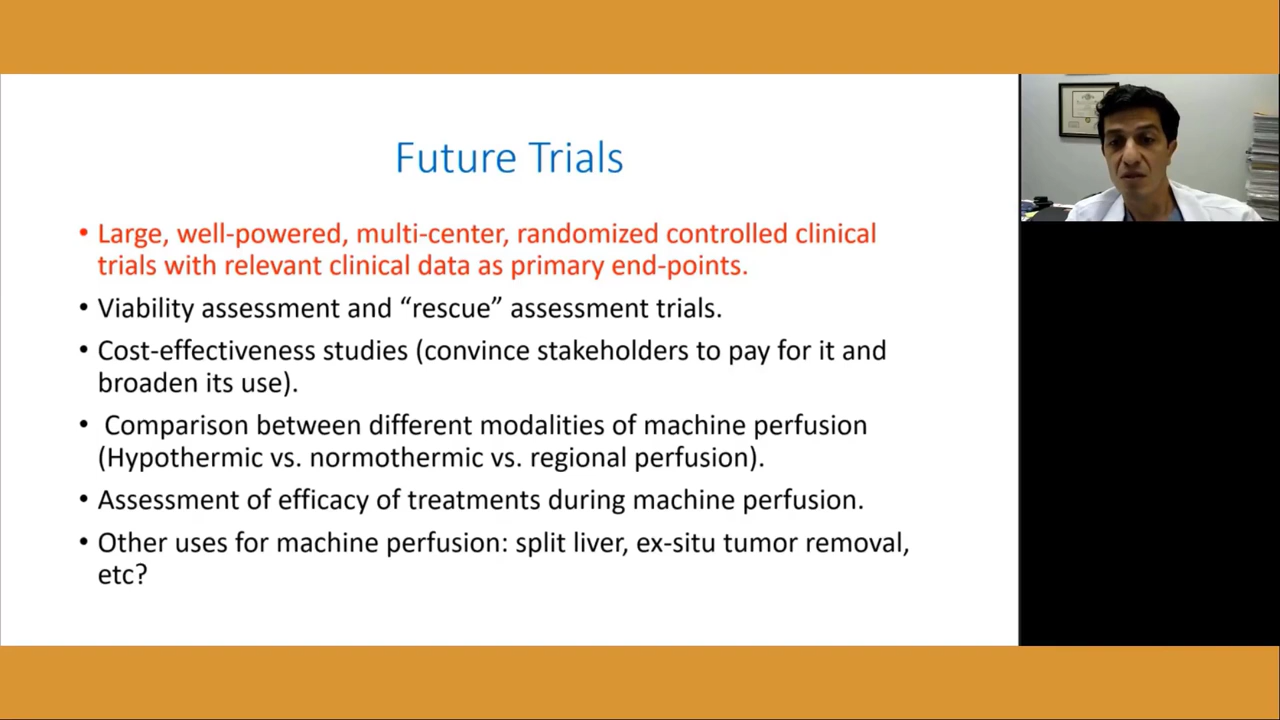 Future Trials
• Large, well-powered, multi-center, randomized controlled clinical
trials with relevant clinical data as primary end-points.
• Viability assessment and “rescue” assessment trials.
• Cost-effectiveness studies (convince stakeholders to pay for it and
broaden its use).
• Comparison between different modalities of machine perfusion
(Hypothermic vs. normothermic vs. regional perfusion).
• Assessment of efficacy of treatments during machine perfusion.
• Other uses for machine perfusion: split liver, ex-situ tumor removal,
etc?